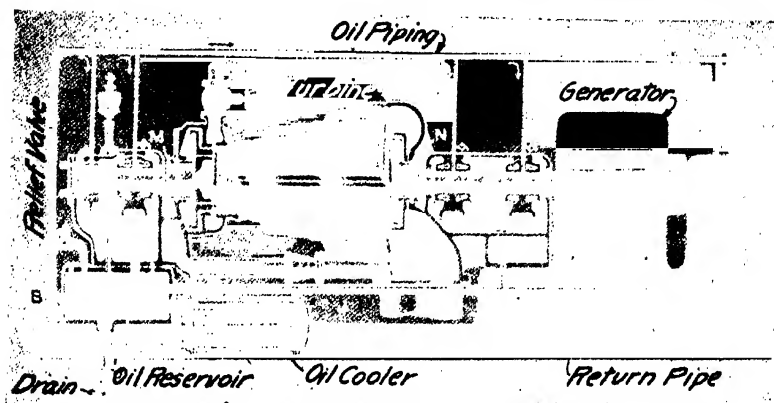 Oil Piping
Turbine
Generator
M
N
Relief Valve
B
Drain
Oil Reservoir
Oil Cooler
Return Pipe